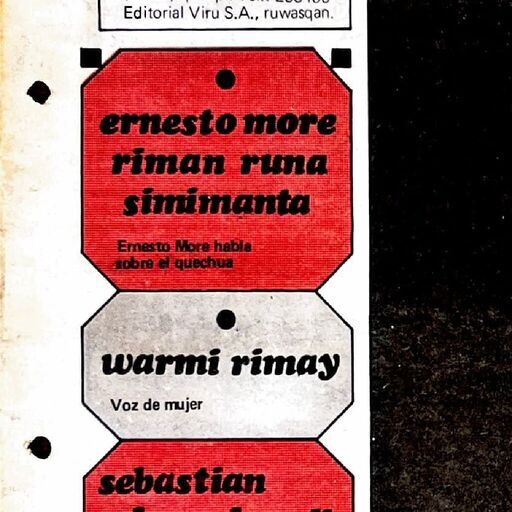 Editorial Viru S.A., ruwasqan.
ernesto more
riman runa
simimanta
Ernesto More habla
sobre el quechua
warmi rimay
Voz de mujer
sebastian